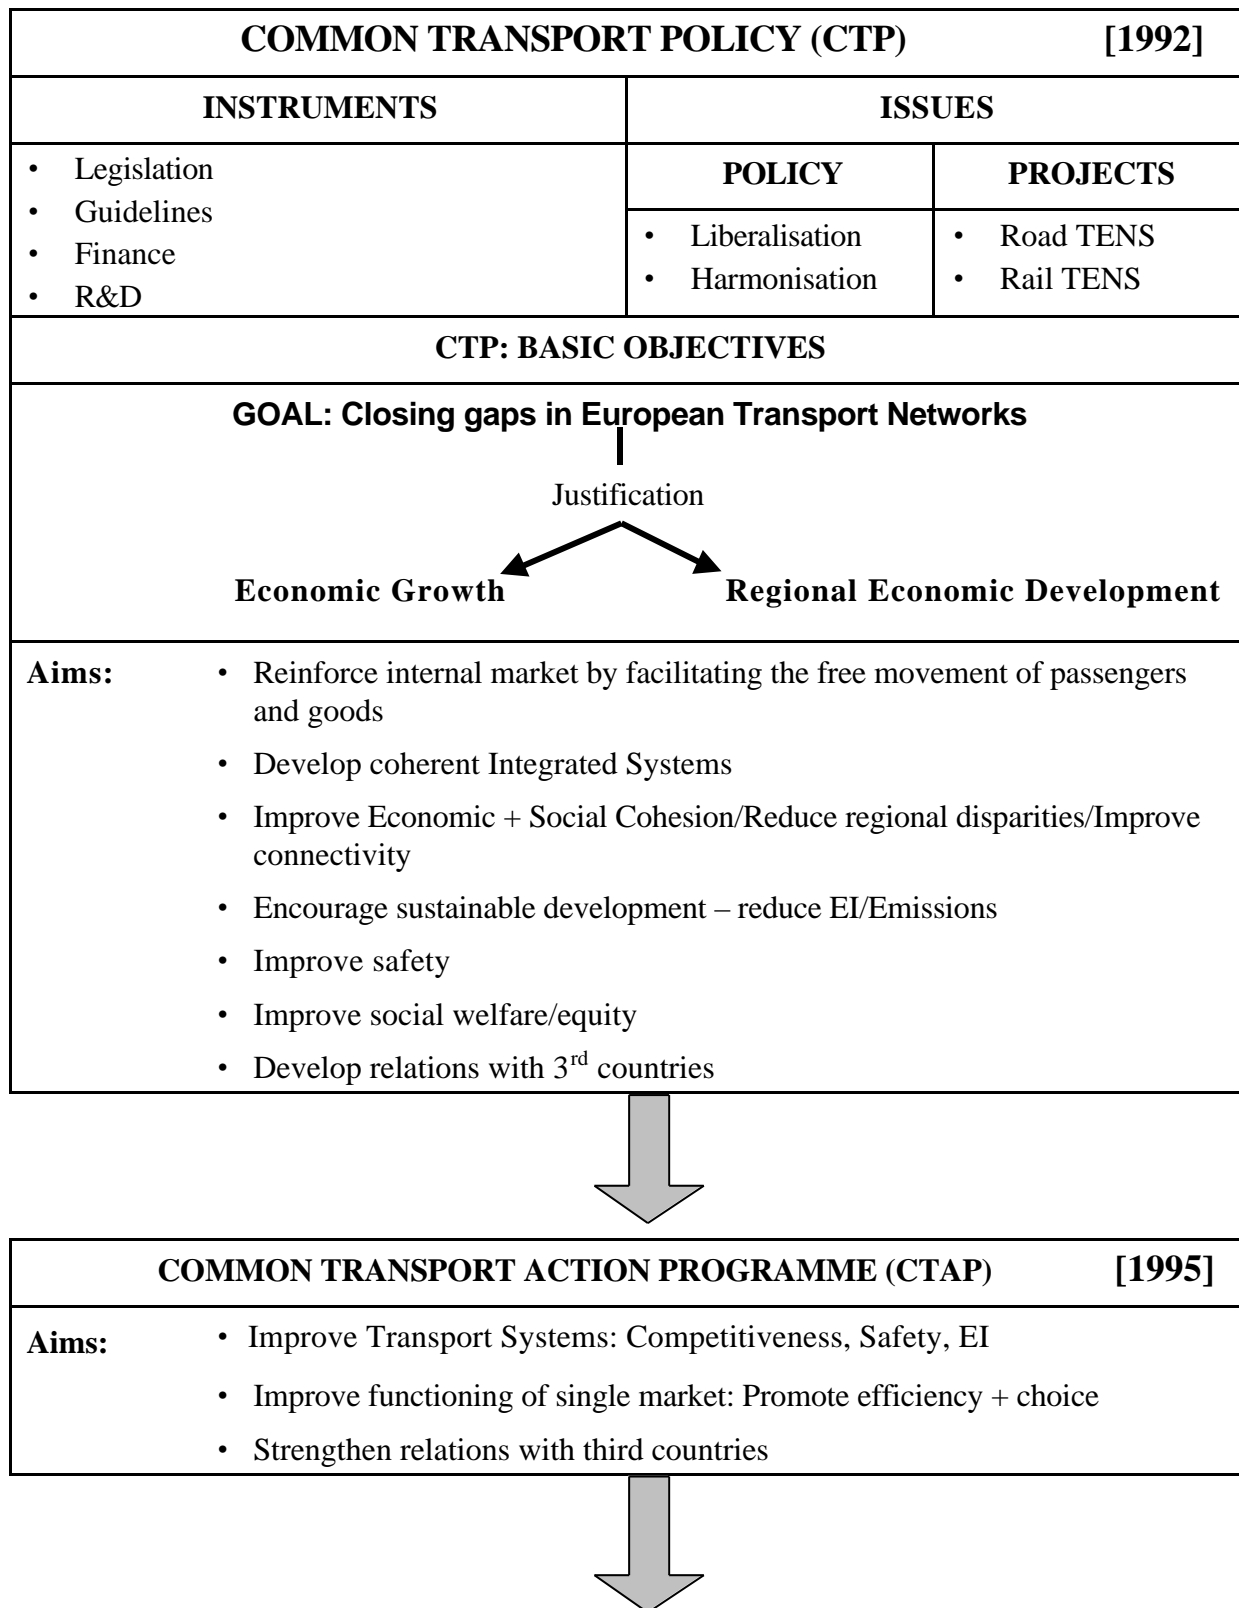 COMMON TRANSPORT POLICY (CTP) [1992]
INSTRUMENTS
ISSUES
• Legislation
• Guidelines
• Finance
• R&D
POLICY
PROJECTS
• Liberalisation
• Harmonisation
• Road TENS
• Rail TENS
CTP: BASIC OBJECTIVES
GOAL: Closing gaps in European Transport Networks
Justification
Economic Growth
Regional Economic Development
Aims:
• Reinforce internal market by facilitating the free movement of passengers
and goods
• Develop coherent Integrated Systems
• Improve Economic + Social Cohesion/Reduce regional disparities/Improve
connectivity
• Encourage sustainable development – reduce EI/Emissions
• Improve safety
• Improve social welfare/equity
• Develop relations with 3rd countries
COMMON TRANSPORT ACTION PROGRAMME (CTAP) [1995]
Aims:
• Improve Transport Systems: Competitiveness, Safety, EI
• Improve functioning of single market: Promote efficiency + choice
• Strengthen relations with third countries